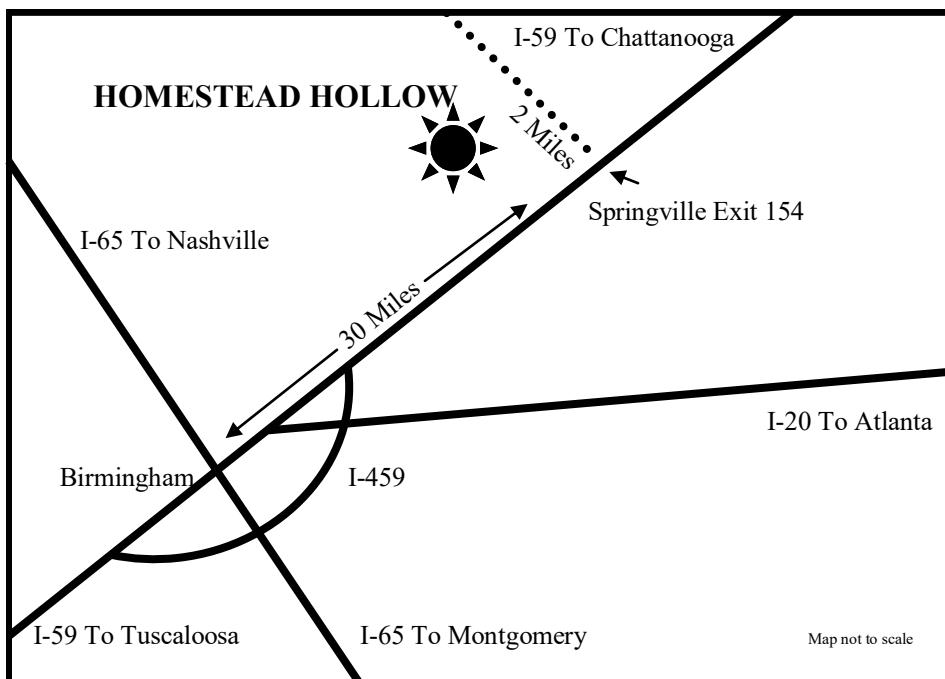 I-59 To Chattanooga
HOMESTEAD HOLLOW
2 Miles
Springville Exit 154
I-65 To Nashville
30 Miles
I-20 To Atlanta
Birmingham
I-459
I-59 To Tuscaloosa
I-65 To Montgomery
Map not to scale